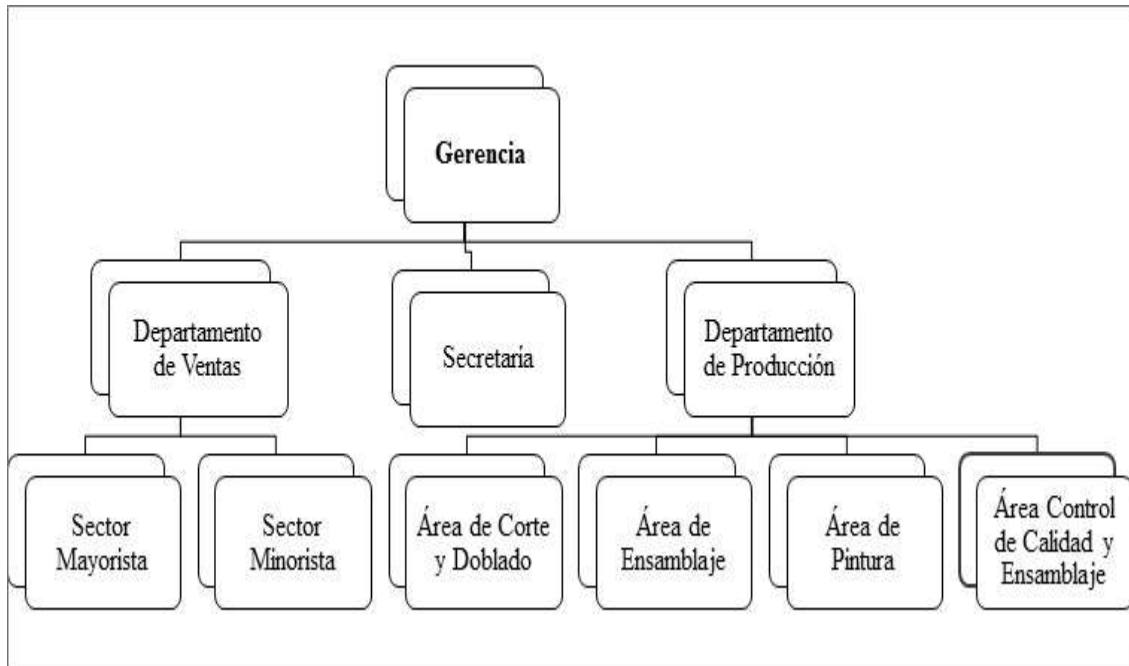 Gerencia
Departamento
de Ventas
Secretaría
Departamento
de Producción
Sector
Mayorista
Sector
Minorista
Área de Corte
y Doblado
Área de
Ensamblaje
Área de
Pintura
Área Control
de Calidad y
Ensamblaje